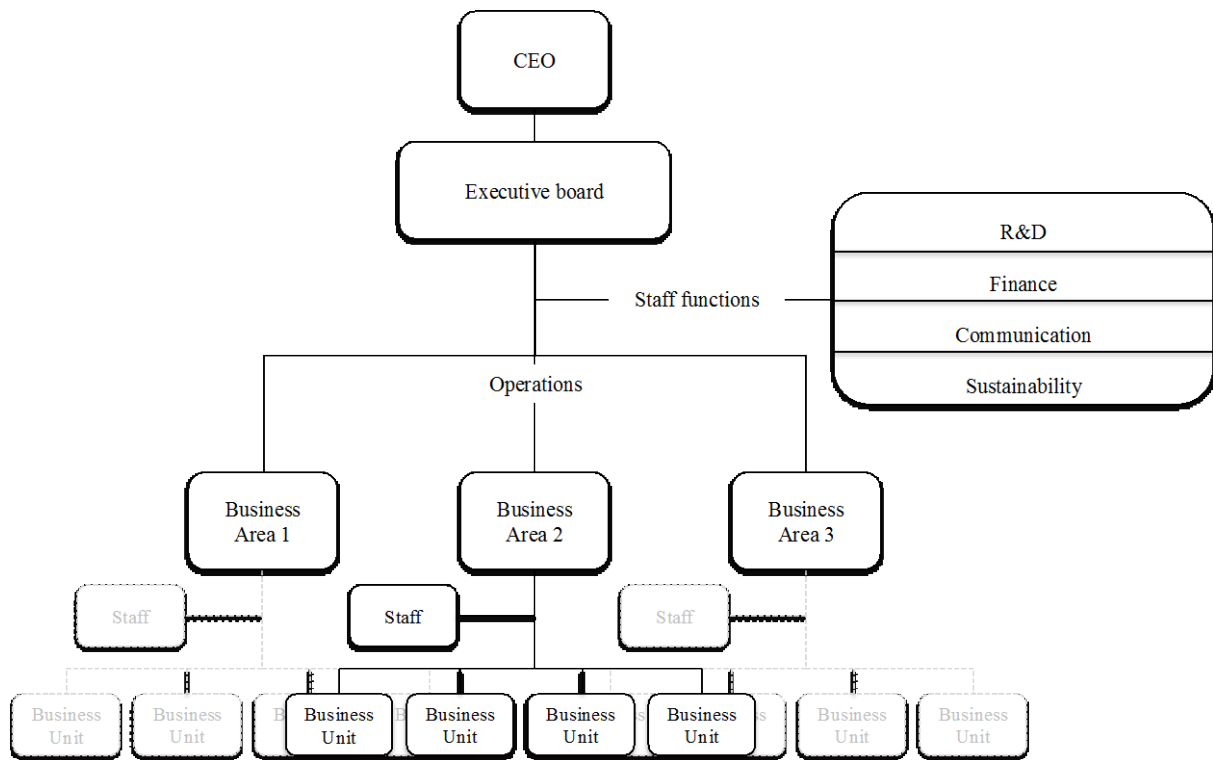 CEO
Executive board
R&D
Finance
Staff functions
Communication
Sustainability
Operations
Business
Area 1
Business
Area 2
Business
Area 3
Staff
Staff
Staff
Business
Unit
Business
Unit
Business
Unit
Business
Unit
Business
Unit
Business
Unit
Business
Unit
Business
Unit